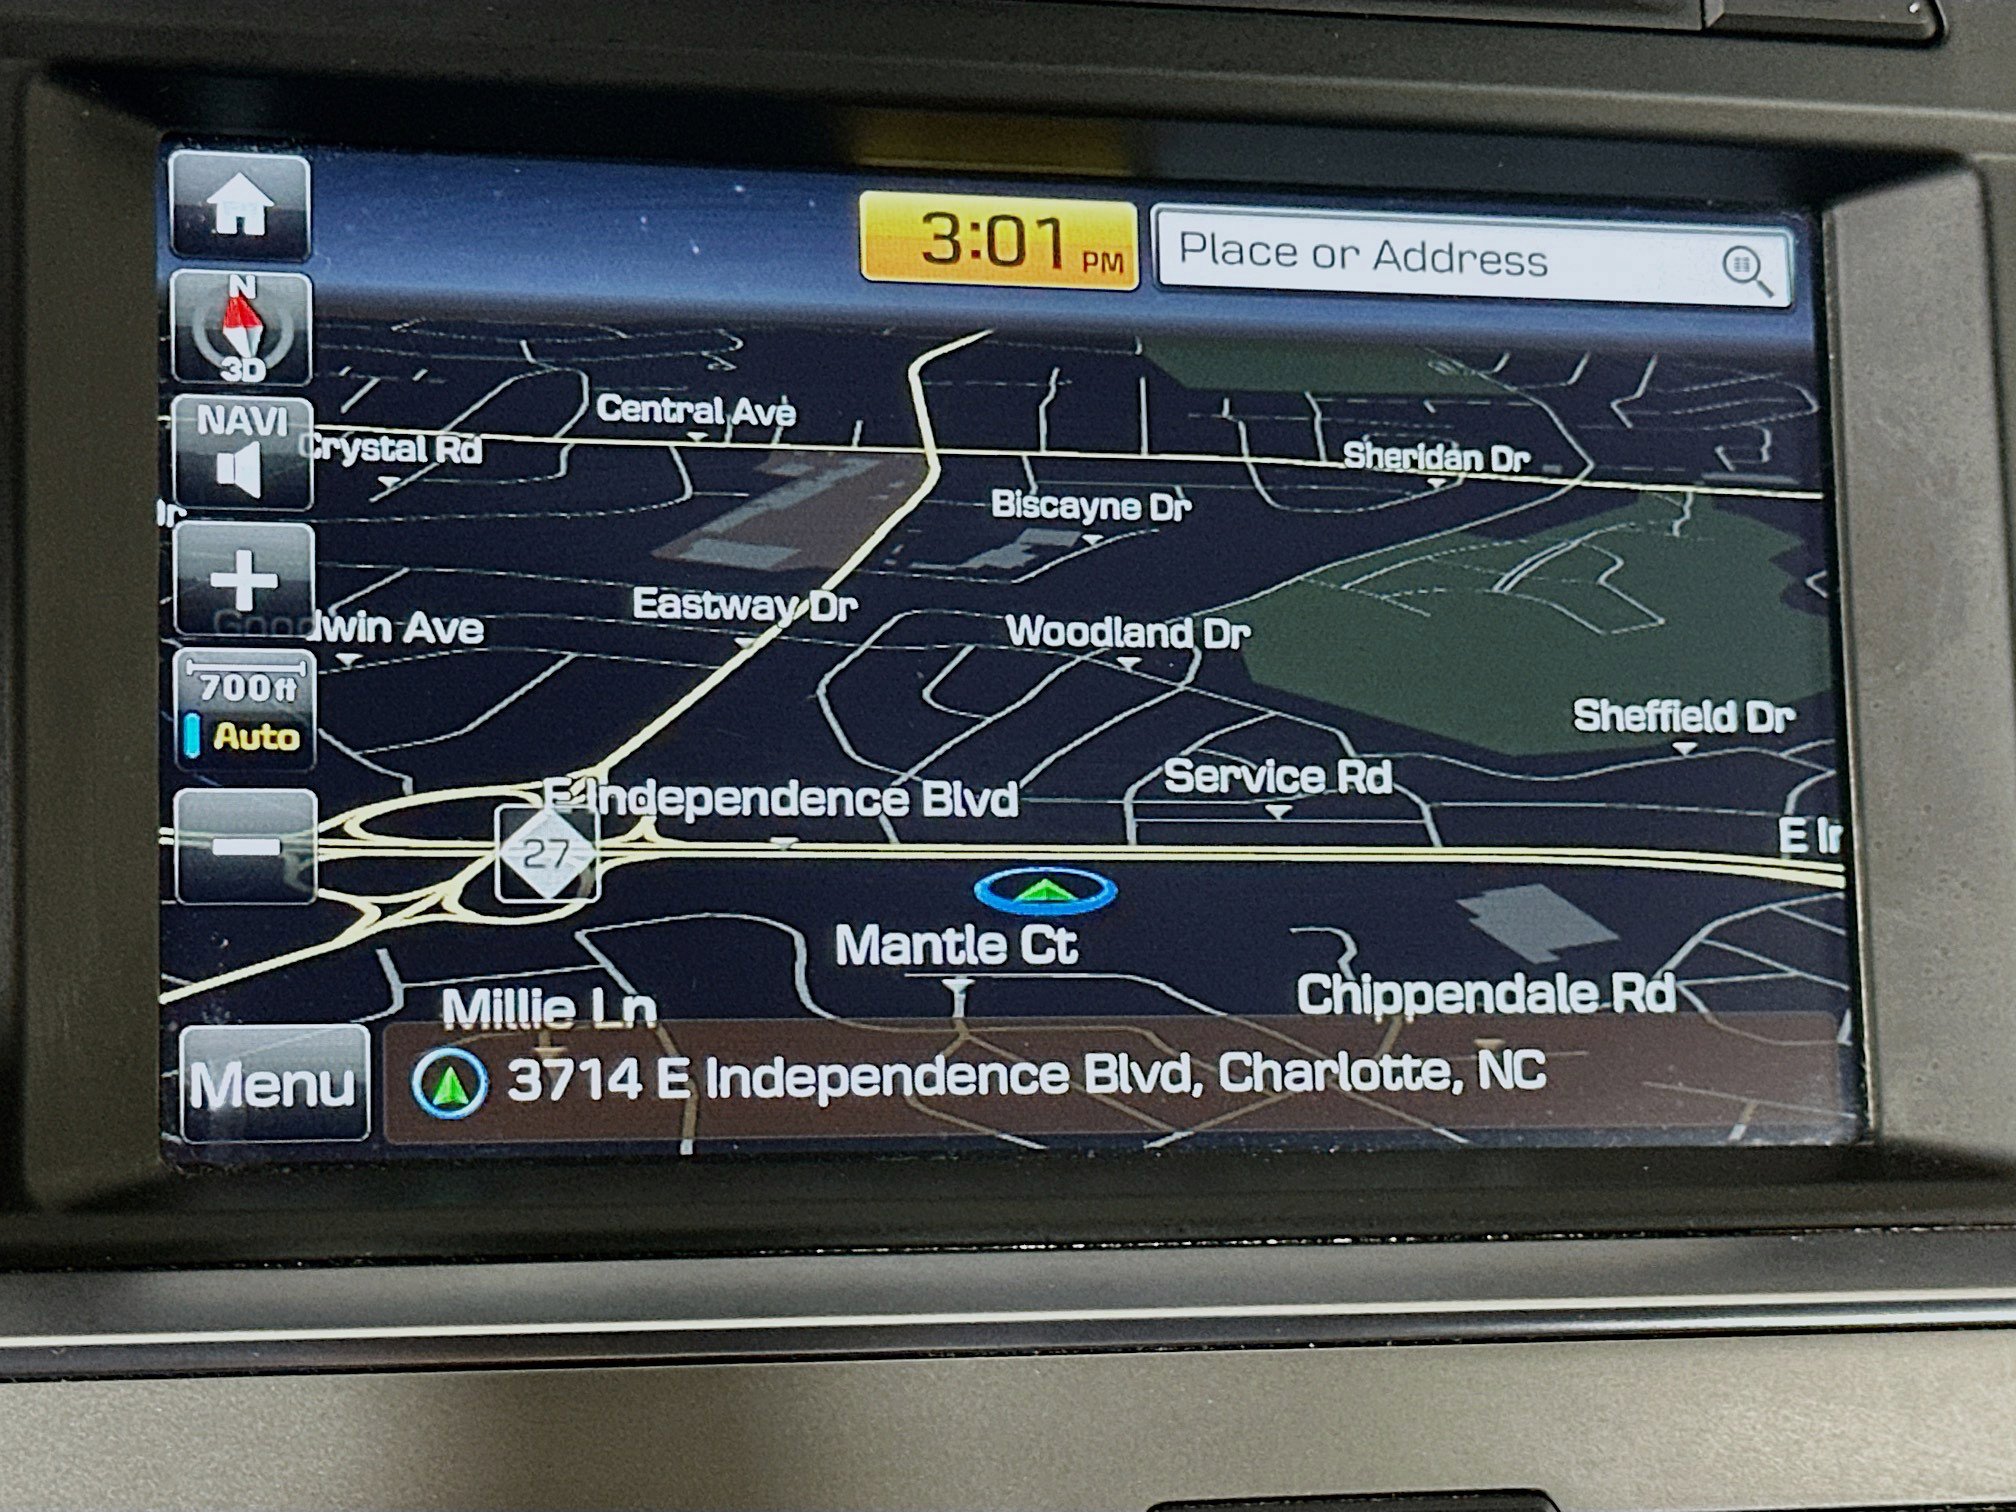 3:01 PM
Place or Address
N
3D
NAVI
Central Ave
Crystal Rd
Sheridan Dr
Biscayne Dr
Eastway Dr
Goodwin Ave
Woodland Dr
700ft
Auto
Sheffield Dr
Service Rd
E Independence Blvd
27
Mantle Ct
Chippendale Rd
Millie Ln
Menu
3714 E Independence Blvd, Charlotte, NC